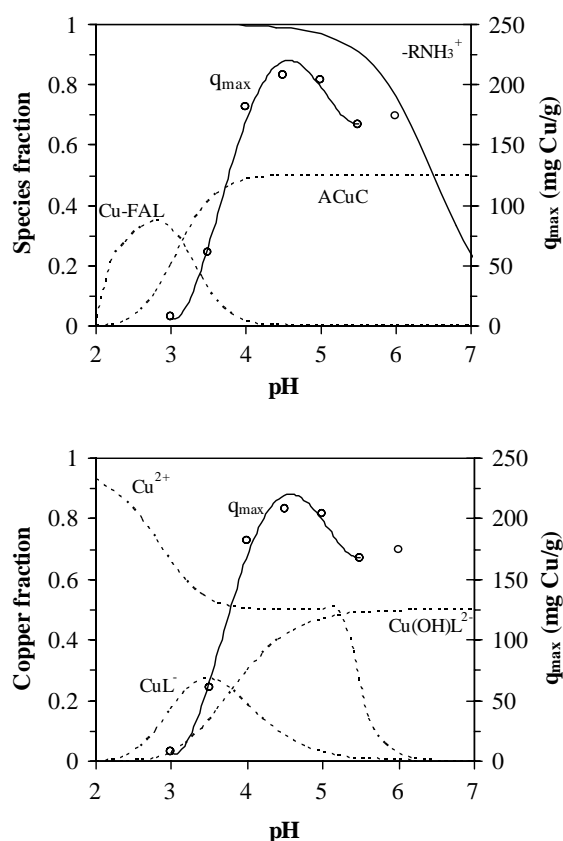 1
250
-RNH₃⁺
0.8
qmax
200
0.6
150
0.4
Cu-FAL
ACuC
100
0.2
50
0
0
2 3 4 5 6 7
pH
Species fraction
qmax (mg Cu/g)
1
250
Cu²⁺
0.8
qmax
200
0.6
150
0.4
Cu(OH)L²⁻
100
CuL⁻
0.2
50
0
0
2 3 4 5 6 7
pH
Copper fraction
qmax (mg Cu/g)